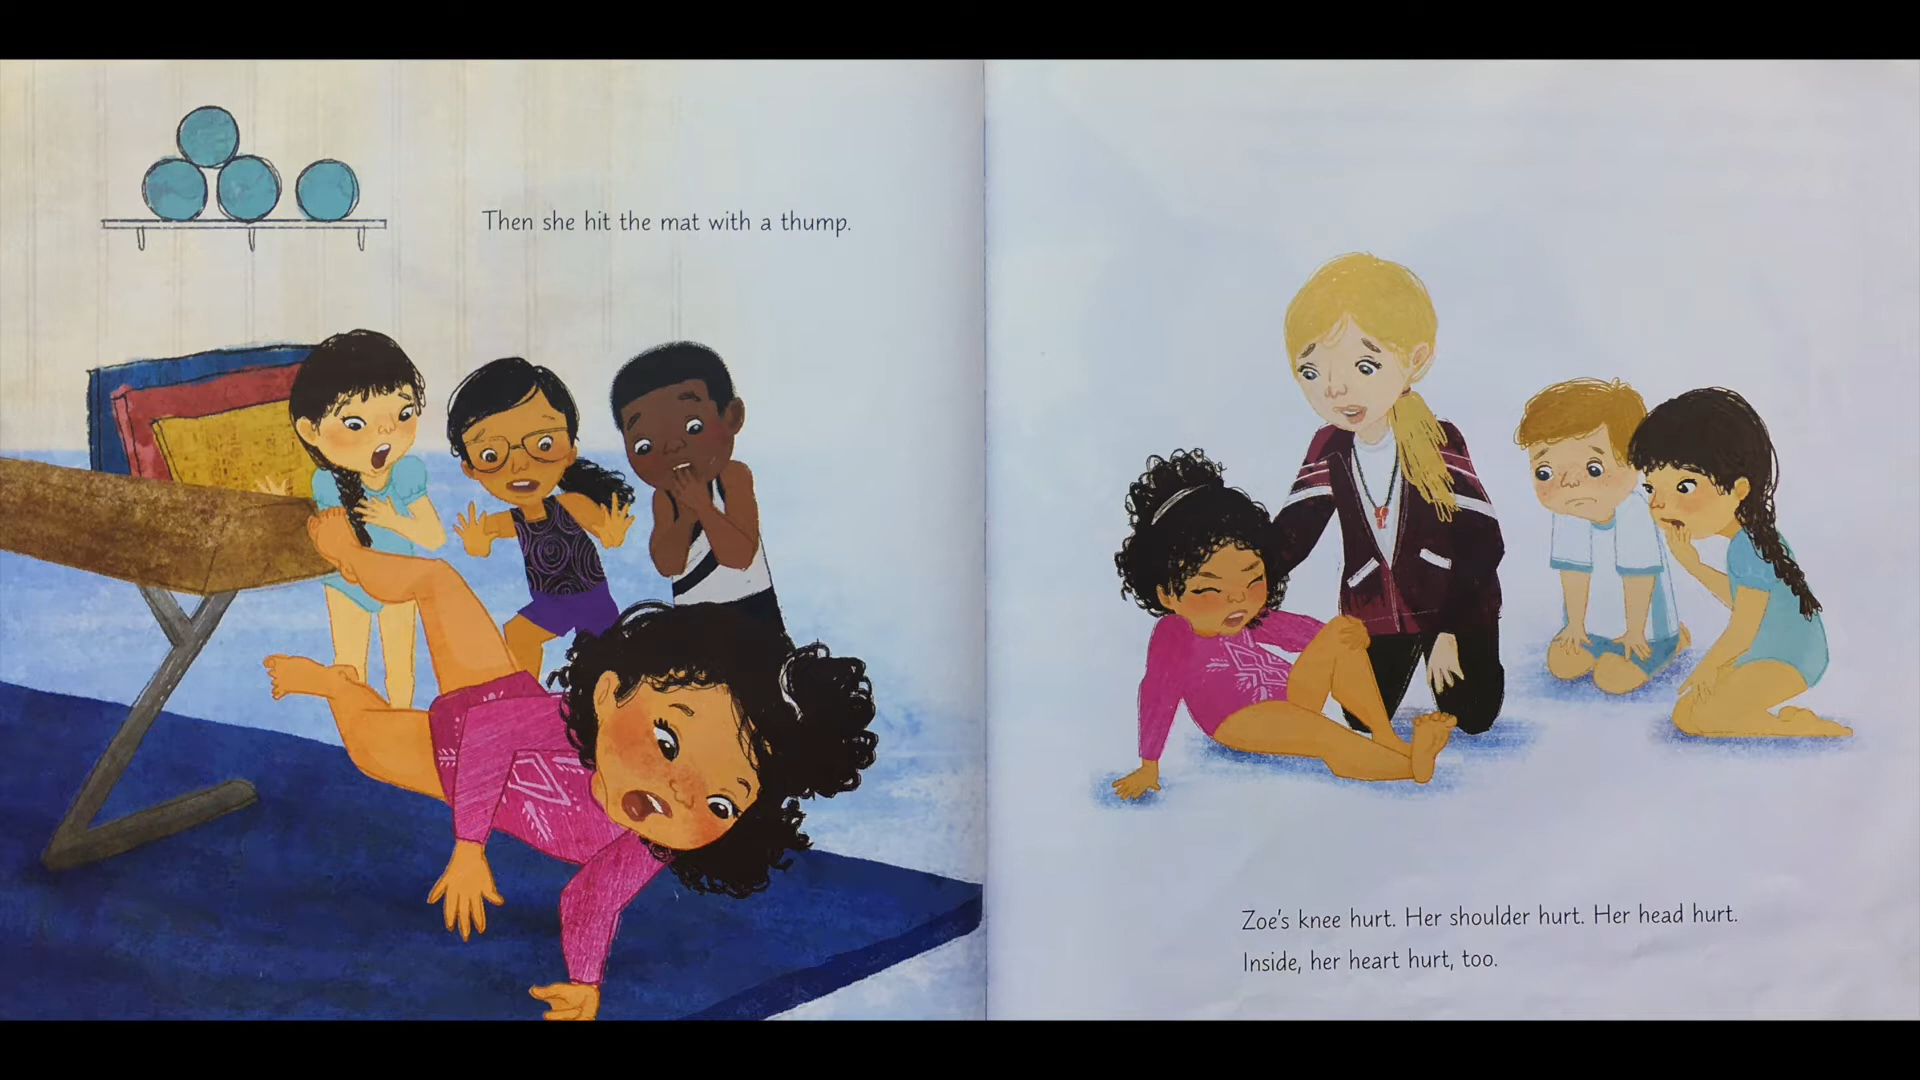 Then she hit the mat with a thump.
Zoe's knee hurt. Her shoulder hurt. Her head hurt.
Inside, her heart hurt, too.